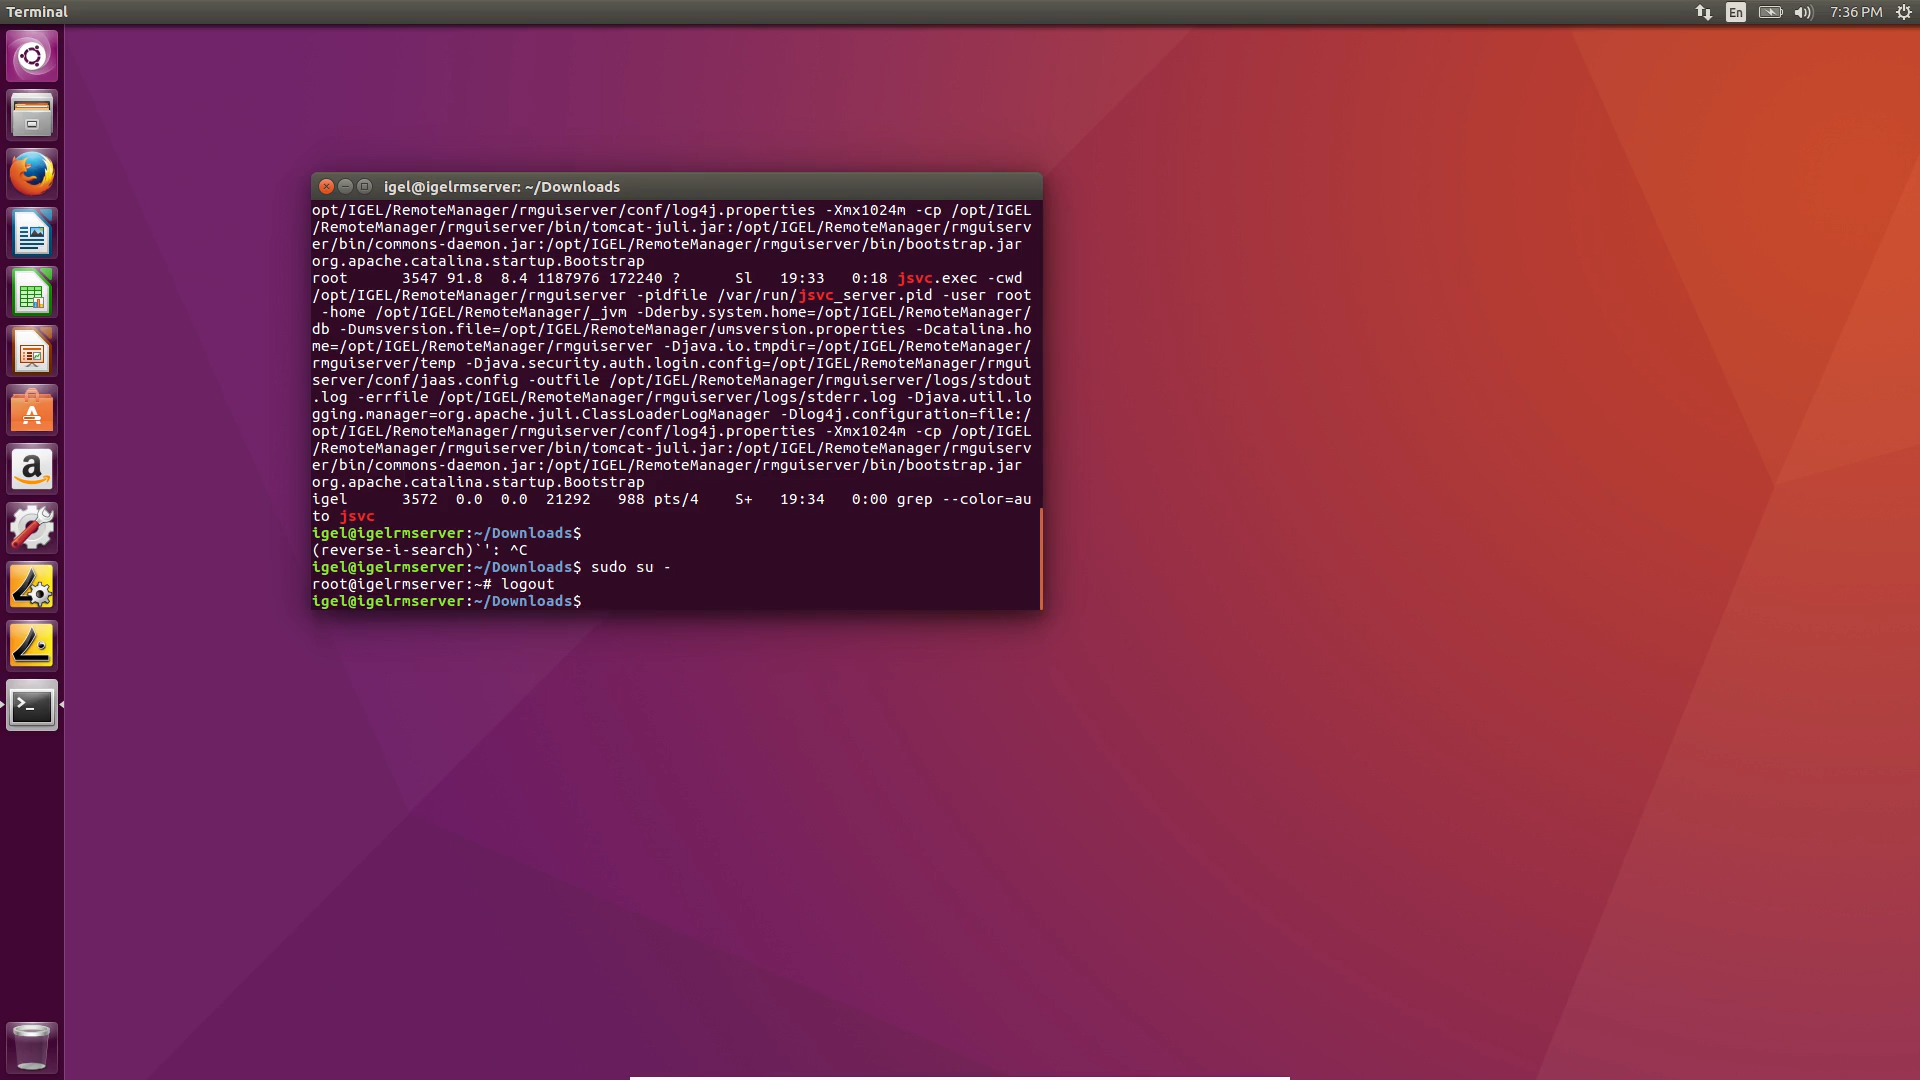 Terminal
En
7:36 PM
igel@igelrmserver: ~/Downloads
opt/IGEL/RemoteManager/rmguiserver/conf/log4j.properties -Xmx1024m -cp /opt/IGEL
/RemoteManager/rmguiserver/bin/tomcat-juli.jar:/opt/IGEL/RemoteManager/rmguiserv
er/bin/commons-daemon.jar:/opt/IGEL/RemoteManager/rmguiserver/bin/bootstrap.jar
org.apache.catalina.startup.Bootstrap
root      3547 91.8  8.4 1187976 172240 ?      Sl   19:33   0:18 jsvc.exec -cwd
/opt/IGEL/RemoteManager/rmguiserver -pidfile /var/run/jsvc_server.pid -user root
 -home /opt/IGEL/RemoteManager/_jvm -Dderby.system.home=/opt/IGEL/RemoteManager/
db -Dumsversion.file=/opt/IGEL/RemoteManager/umsversion.properties -Dcatalina.ho
me=/opt/IGEL/RemoteManager/rmguiserver -Djava.io.tmpdir=/opt/IGEL/RemoteManager/
rmguiserver/temp -Djava.security.auth.login.config=/opt/IGEL/RemoteManager/rmgui
server/conf/jaas.config -outfile /opt/IGEL/RemoteManager/rmguiserver/logs/stdout
.log -errfile /opt/IGEL/RemoteManager/rmguiserver/logs/stderr.log -Djava.util.lo
gging.manager=org.apache.juli.ClassLoaderLogManager -Dlog4j.configuration=file:/
opt/IGEL/RemoteManager/rmguiserver/conf/log4j.properties -Xmx1024m -cp /opt/IGEL
/RemoteManager/rmguiserver/bin/tomcat-juli.jar:/opt/IGEL/RemoteManager/rmguiserv
er/bin/commons-daemon.jar:/opt/IGEL/RemoteManager/rmguiserver/bin/bootstrap.jar
org.apache.catalina.startup.Bootstrap
igel      3572  0.0  0.0  21292   988 pts/4    S+   19:34   0:00 grep --color=au
to jsvc
igel@igelrmserver:~/Downloads$
(reverse-i-search)`': ^C
igel@igelrmserver:~/Downloads$ sudo su -
root@igelrmserver:~# logout
igel@igelrmserver:~/Downloads$